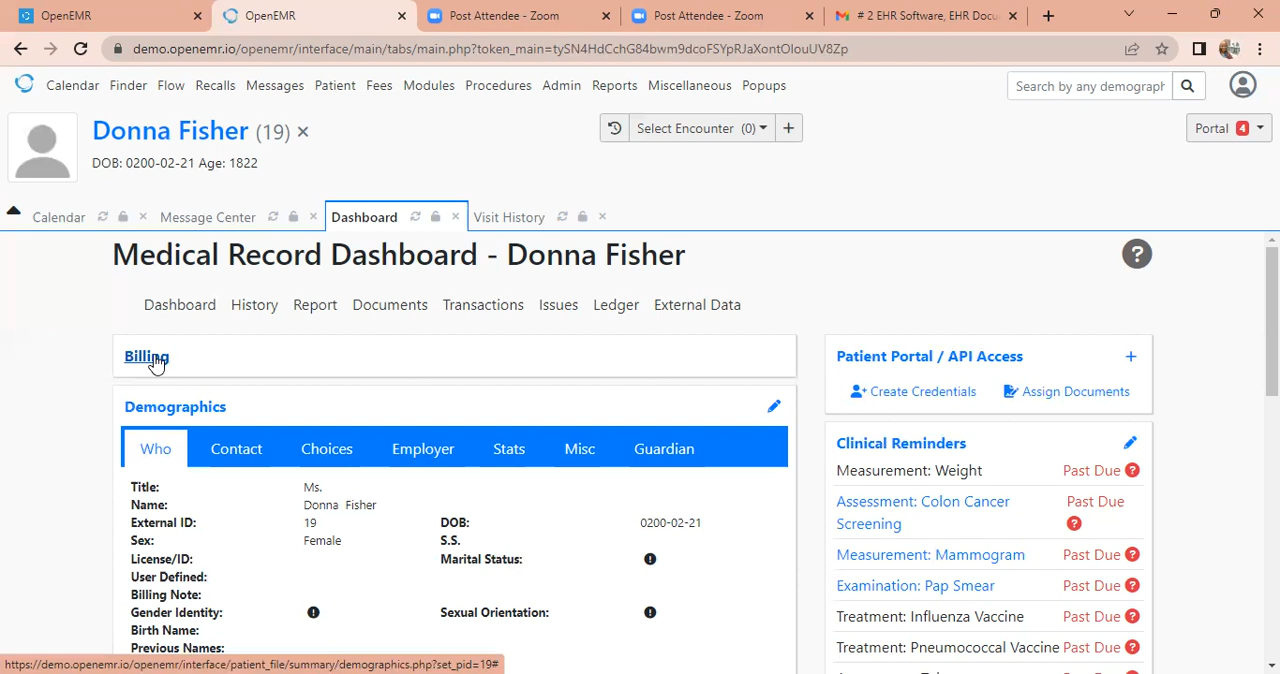 OpenEMR
OpenEMR
Post Attendee - Zoom
Post Attendee - Zoom
# 2 EHR Software, EHR Docu
demo.openemr.io/openemr/interface/main/tabs/main.php?token_main=tySN4HdCchG84bwm9dcoFSYpRJaXontOlouUV8Zp
Calendar Finder Flow Recalls Messages Patient Fees Modules Procedures Admin Reports Miscellaneous Popups
Search by any demograph
Donna Fisher (19)
Select Encounter (0)
Portal 4
DOB: 0200-02-21 Age: 1822
Calendar
Message Center
Dashboard
Visit History
Medical Record Dashboard - Donna Fisher
Dashboard History Report Documents Transactions Issues Ledger External Data
Billing
Demographics
Who Contact Choices Employer Stats Misc Guardian
Title: Ms.
Name: Donna Fisher
External ID: 19 DOB: 0200-02-21
Sex: Female S.S.
License/ID: Marital Status:
User Defined:
Billing Note:
Gender Identity: Sexual Orientation:
Birth Name:
Previous Names:
Patient Portal / API Access
Create Credentials Assign Documents
Clinical Reminders
Measurement: Weight Past Due
Assessment: Colon Cancer Past Due
Screening
Measurement: Mammogram Past Due
Examination: Pap Smear Past Due
Treatment: Influenza Vaccine Past Due
Treatment: Pneumococcal Vaccine Past Due
https://demo.openemr.io/openemr/interface/patient_file/summary/demographics.php?set_pid=19#